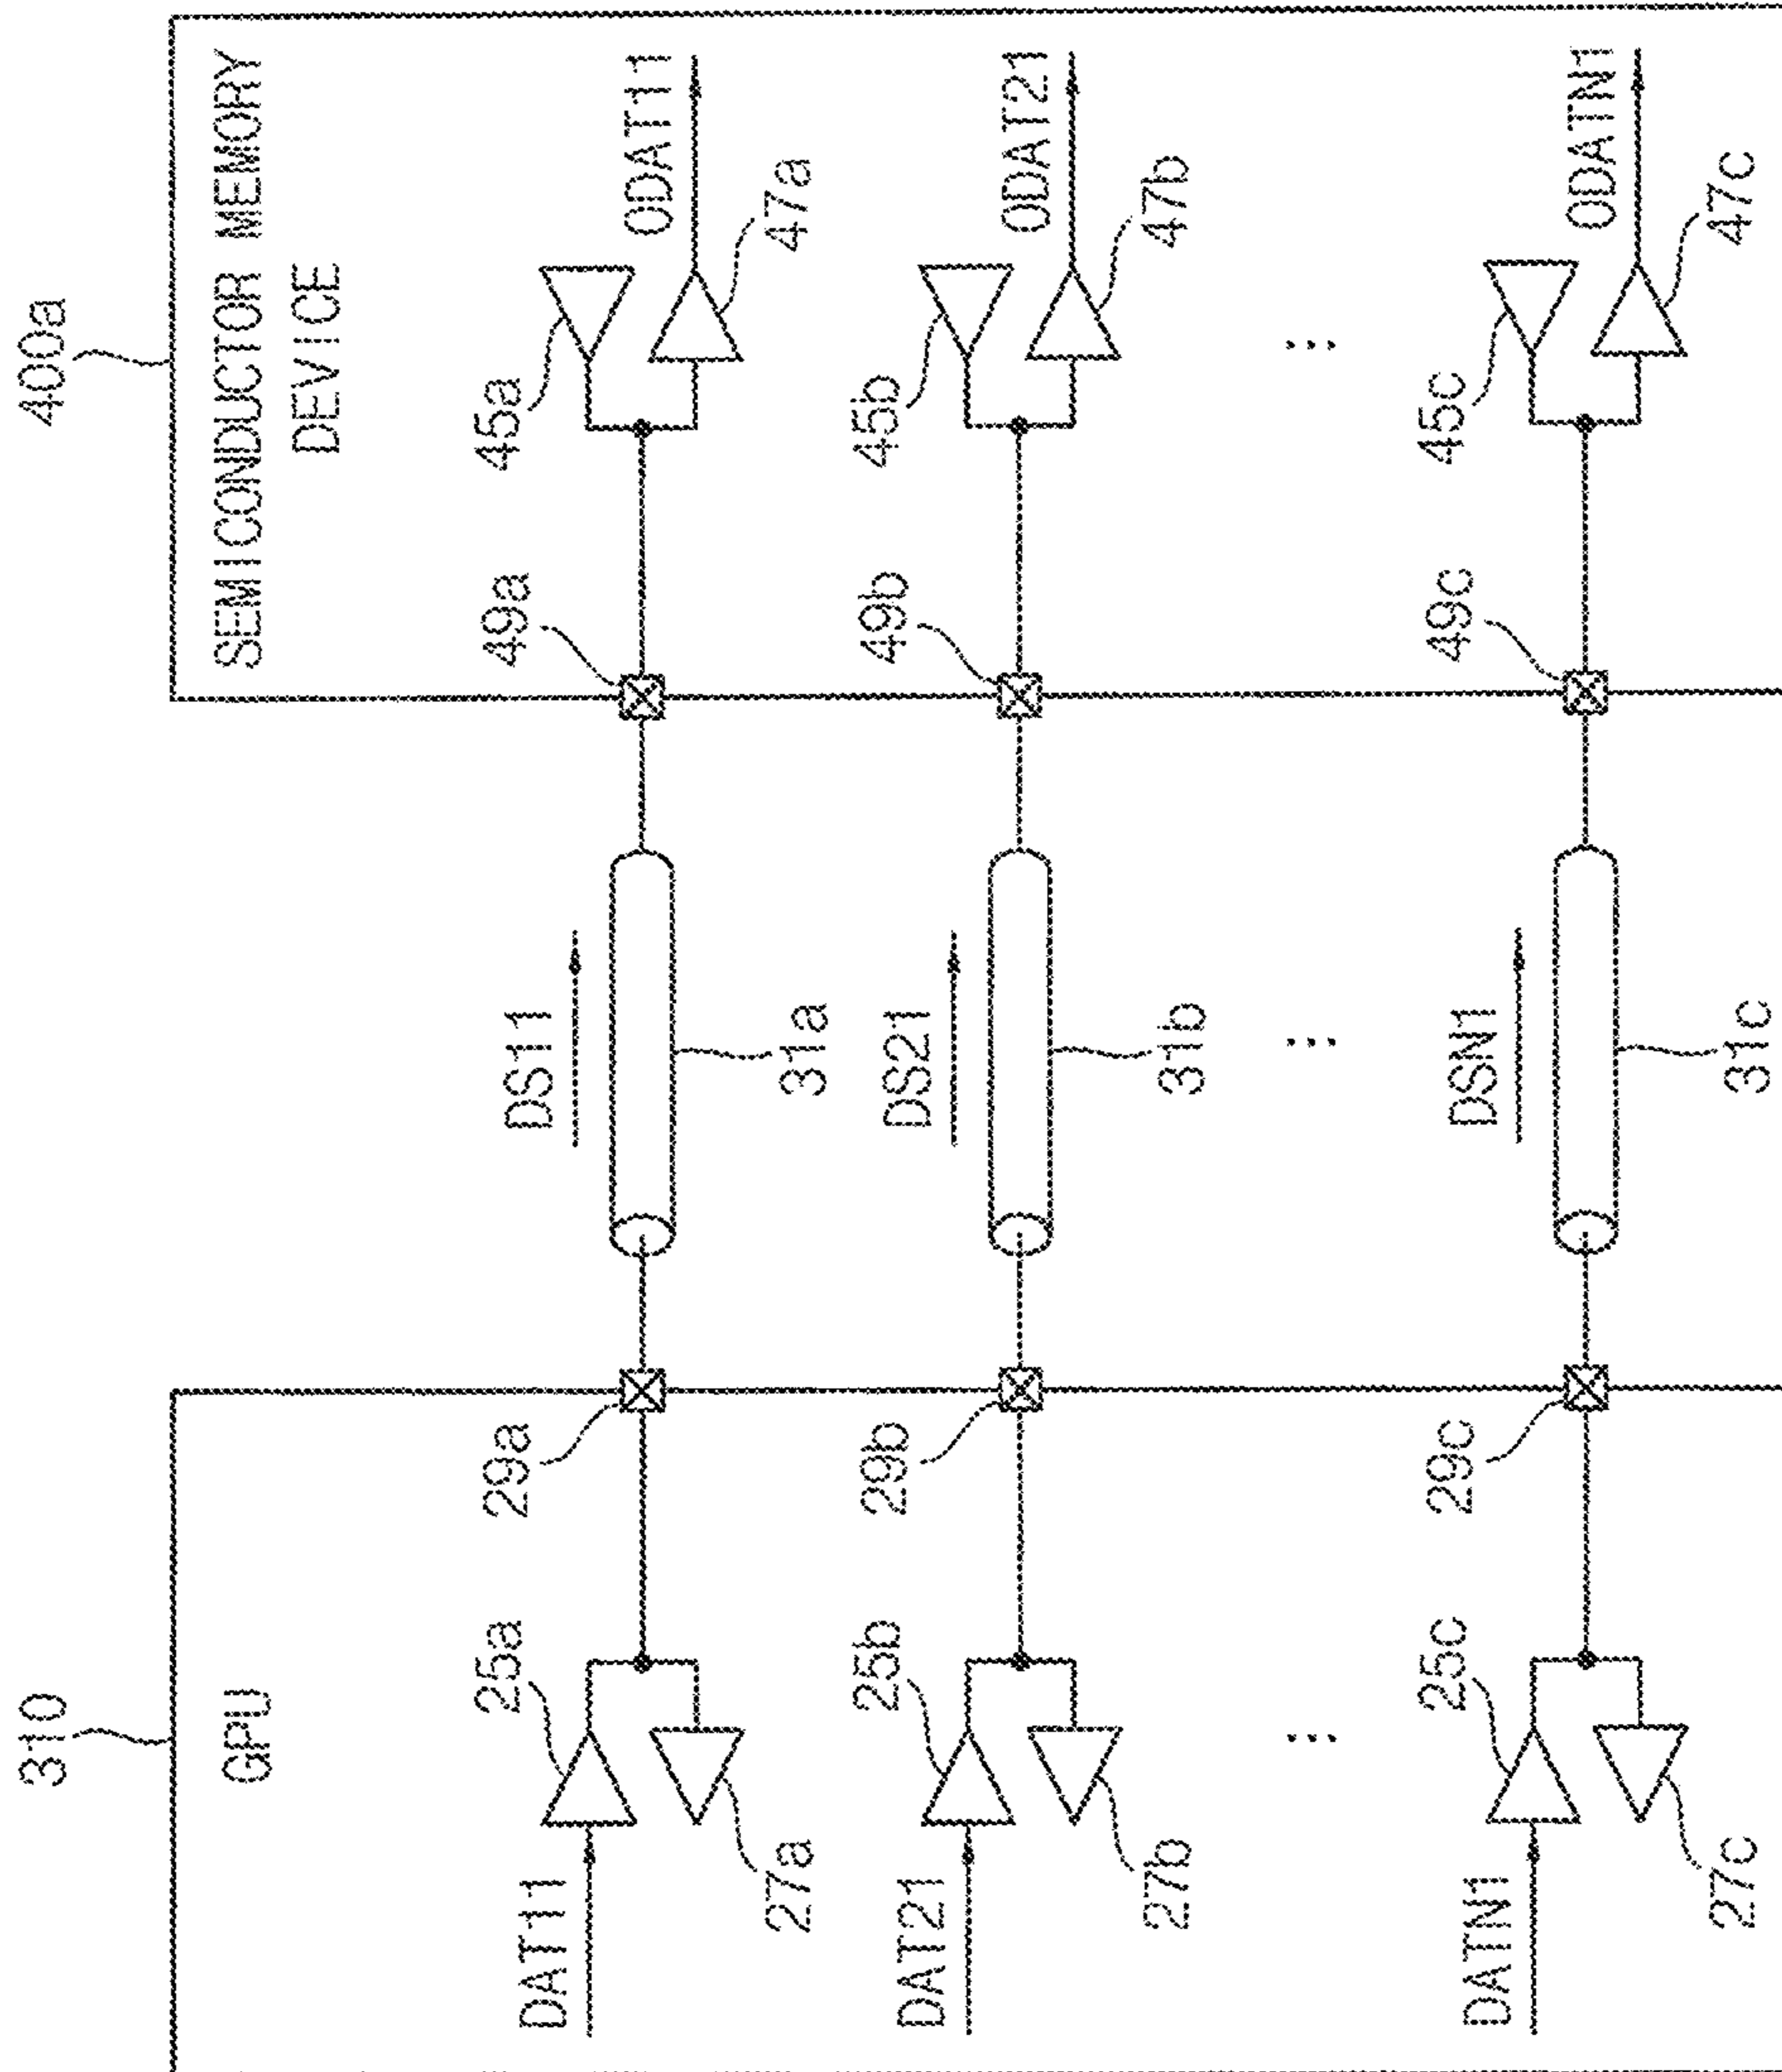 310
400a
GPU
SEMICONDUCTOR MEMORY
DEVICE
DAT11
25a
27a
29a
DS11
31a
49a
45a
47a
ODAT11
DAT21
25b
27b
29b
DS21
31b
49b
45b
47b
ODAT21
...
...
...
DATN1
25c
27c
29c
DSN1
31c
49c
45c
47c
ODATN1